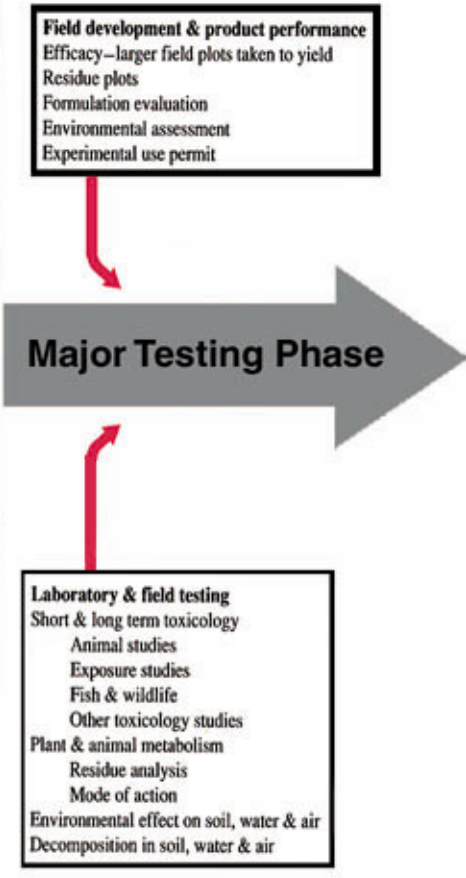 Field development & product performance
Efficacy–larger field plots taken to yield
Residue plots
Formulation evaluation
Environmental assessment
Experimental use permit
Major Testing Phase
Laboratory & field testing
Short & long term toxicology
Animal studies
Exposure studies
Fish & wildlife
Other toxicology studies
Plant & animal metabolism
Residue analysis
Mode of action
Environmental effect on soil, water & air
Decomposition in soil, water & air